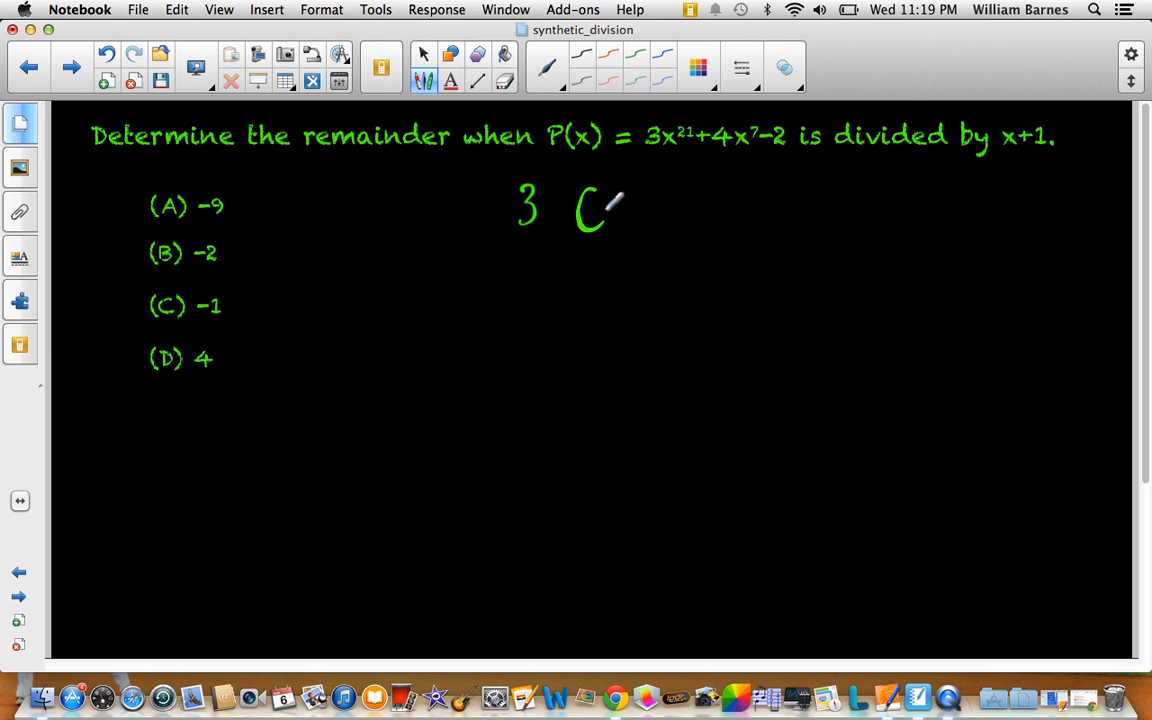 Notebook File Edit View Insert Format Tools Response Window Add-ons Help Wed 11:19 PM William Barnes
synthetic_division
Determine the remainder when P(x) = 3x²¹+4x⁷-2 is divided by x+1.
3
(A) -9
(B) -2
(C) -1
(D) 4